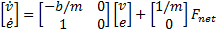 [v̇; ė] = [-b/m 0; 1 0] [v; e] + [1/m; 0] F_net